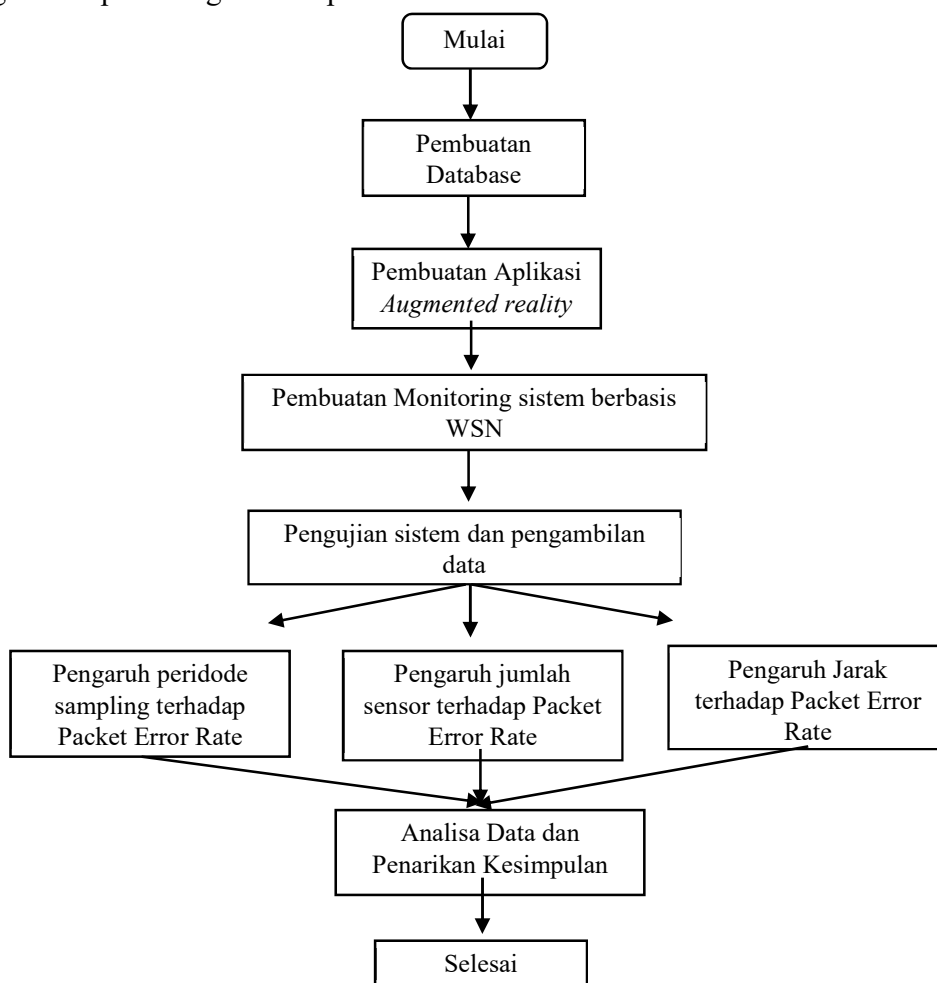 Mulai
Pembuatan
Database
Pembuatan Aplikasi
Augmented reality
Pembuatan Monitoring sistem berbasis
WSN
Pengujian sistem dan pengambilan
data
Pengaruh peridode
sampling terhadap
Packet Error Rate
Pengaruh jumlah
sensor terhadap Packet
Error Rate
Pengaruh Jarak
terhadap Packet Error
Rate
Analisa Data dan
Penarikan Kesimpulan
Selesai